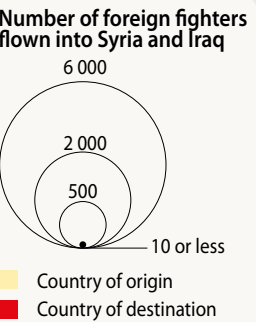 Number of foreign fighters
flown into Syria and Iraq
6 000
2 000
500
10 or less
Country of origin
Country of destination